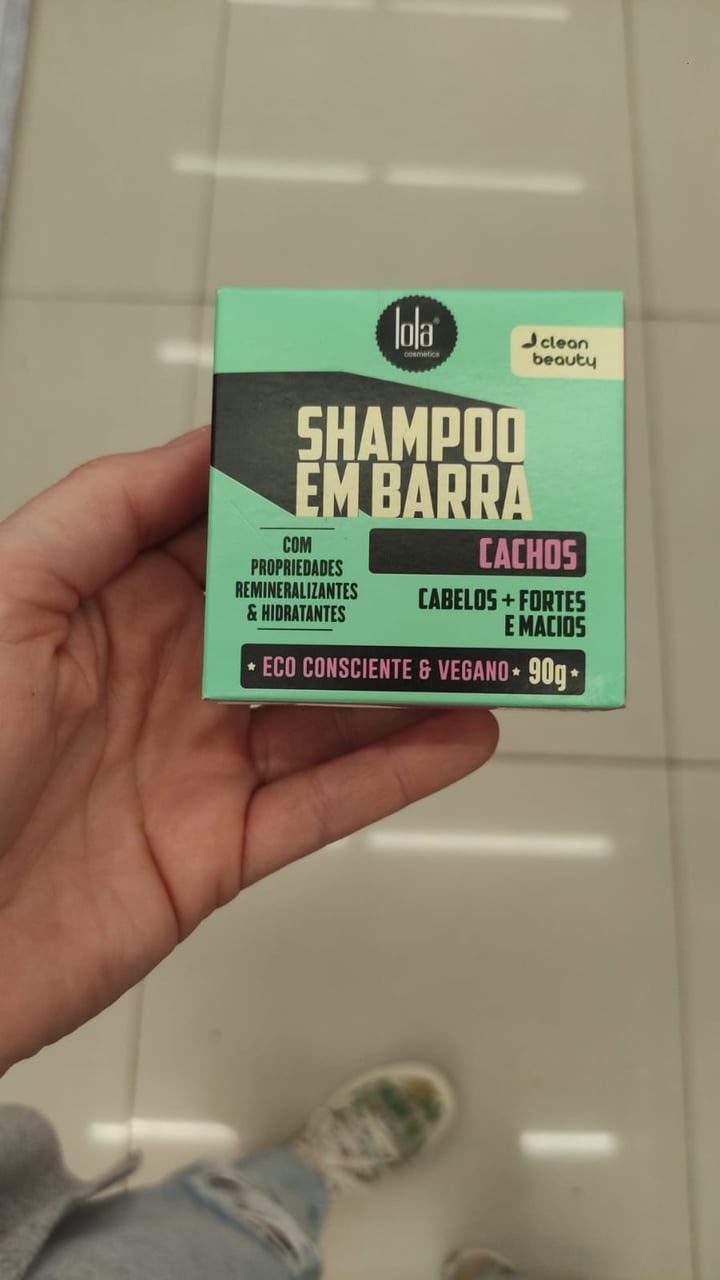 lola®
cosmetics
clean
beauty
SHAMPOO
EM BARRA
COM
PROPRIEDADES
REMINERALIZANTES
& HIDRATANTES
CACHOS
CABELOS + FORTES
E MACIOS
ECO CONSCIENTE & VEGANO 90g